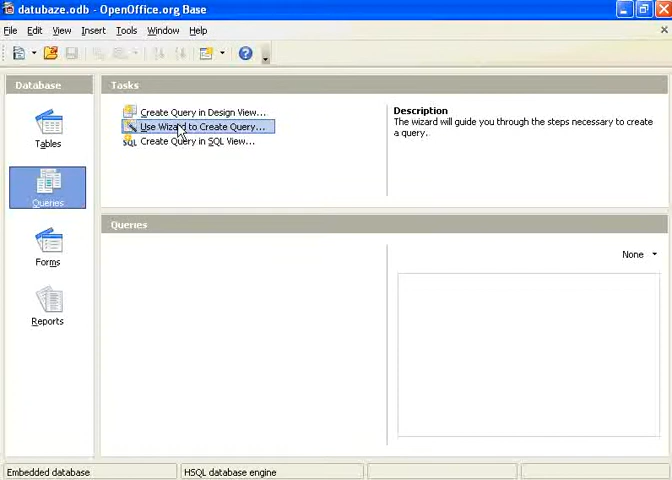 datubaze.odb - OpenOffice.org Base
File Edit View Insert Tools Window Help
Database
Tasks
Tables
Queries
Forms
Reports
Create Query in Design View...
Use Wizard to Create Query...
SQL Create Query in SQL View...
Description
The wizard will guide you through the steps necessary to create
a query.
Queries
None
Embedded database
HSQL database engine